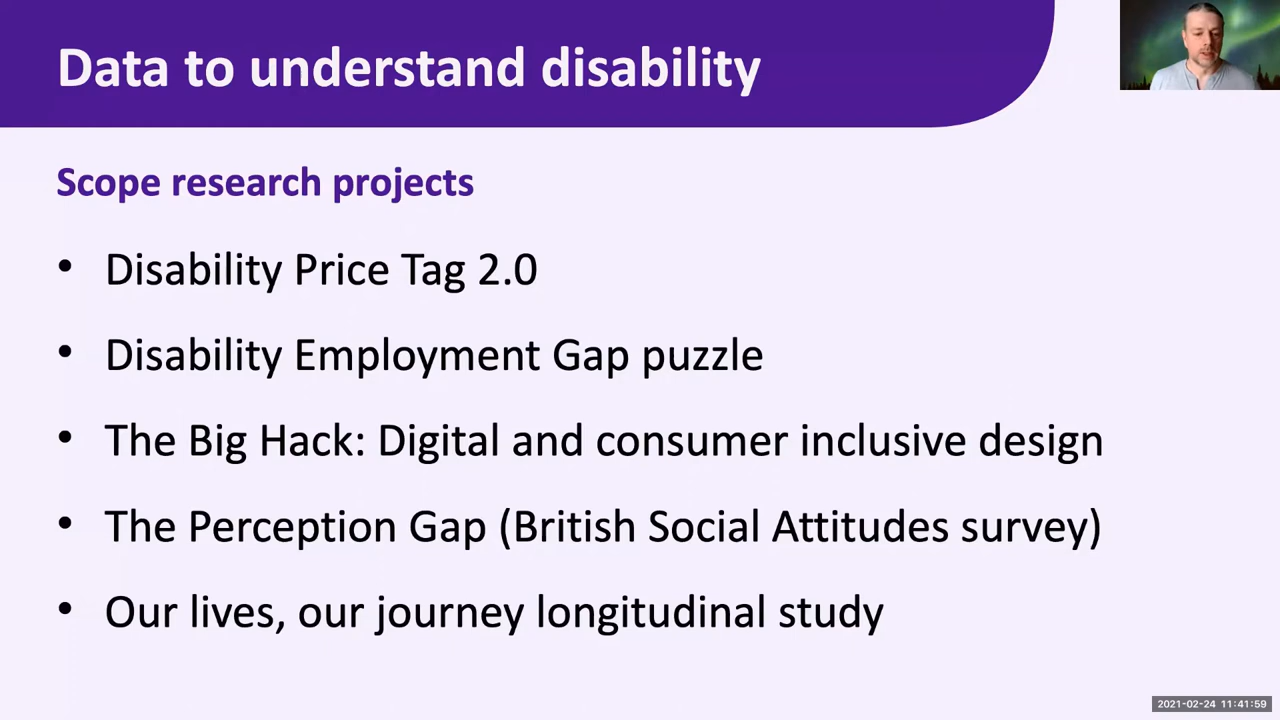 Data to understand disability
Scope research projects
• Disability Price Tag 2.0
• Disability Employment Gap puzzle
• The Big Hack: Digital and consumer inclusive design
• The Perception Gap (British Social Attitudes survey)
• Our lives, our journey longitudinal study
2021-02-24 11:41:59